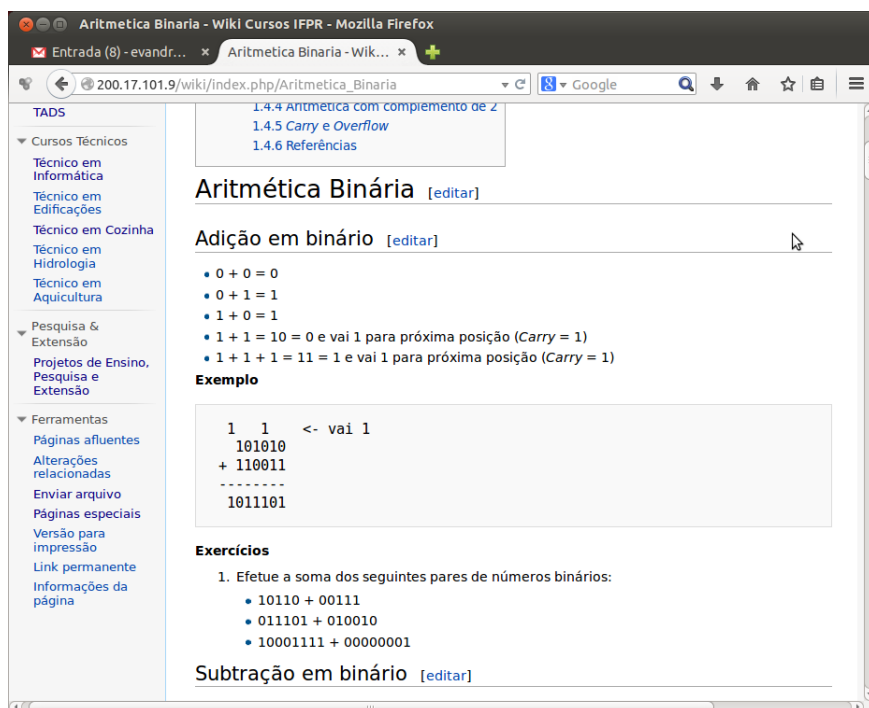 Aritmetica Binaria - Wiki Cursos IFPR - Mozilla Firefox
Entrada (8) - evandr... × Aritmetica Binaria - Wik... ×
200.17.101.9/wiki/index.php/Aritmetica_Binaria Google
TADS
Cursos Técnicos
Técnico em
Informática
Técnico em
Edificações
Técnico em Cozinha
Técnico em
Hidrologia
Técnico em
Aquicultura
Pesquisa &
Extensão
Projetos de Ensino,
Pesquisa e
Extensão
Ferramentas
Páginas afluentes
Alterações
relacionadas
Enviar arquivo
Páginas especiais
Versão para
impressão
Link permanente
Informações da
página
1.4.4 Aritmética com complemento de 2
1.4.5 Carry e Overflow
1.4.6 Referências
Aritmética Binária [editar]
Adição em binário [editar]
• 0 + 0 = 0
• 0 + 1 = 1
• 1 + 0 = 1
• 1 + 1 = 10 = 0 e vai 1 para próxima posição (Carry = 1)
• 1 + 1 + 1 = 11 = 1 e vai 1 para próxima posição (Carry = 1)
Exemplo
1   1    <- vai 1
101010
+ 110011
--------
1011101
Exercícios
1. Efetue a soma dos seguintes pares de números binários:
• 10110 + 00111
• 011101 + 010010
• 10001111 + 00000001
Subtração em binário [editar]